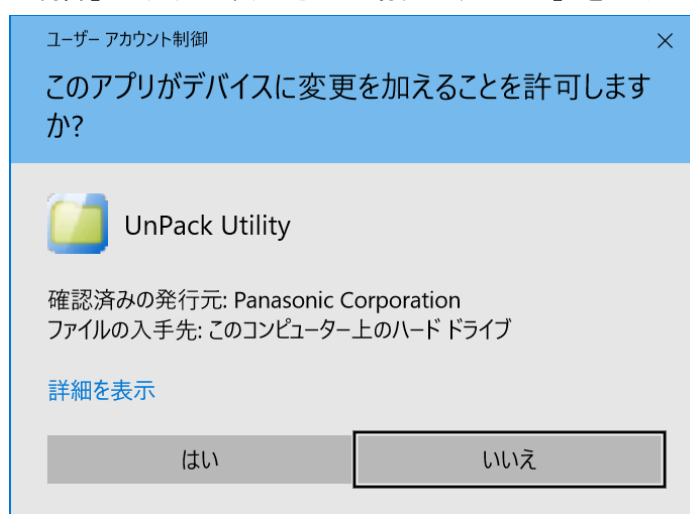 ユーザー アカウント制御
このアプリがデバイスに変更を加えることを許可します
か?
UnPack Utility
確認済みの発行元: Panasonic Corporation
ファイルの入手先: このコンピューター上のハード ドライブ
詳細を表示
はい
いいえ